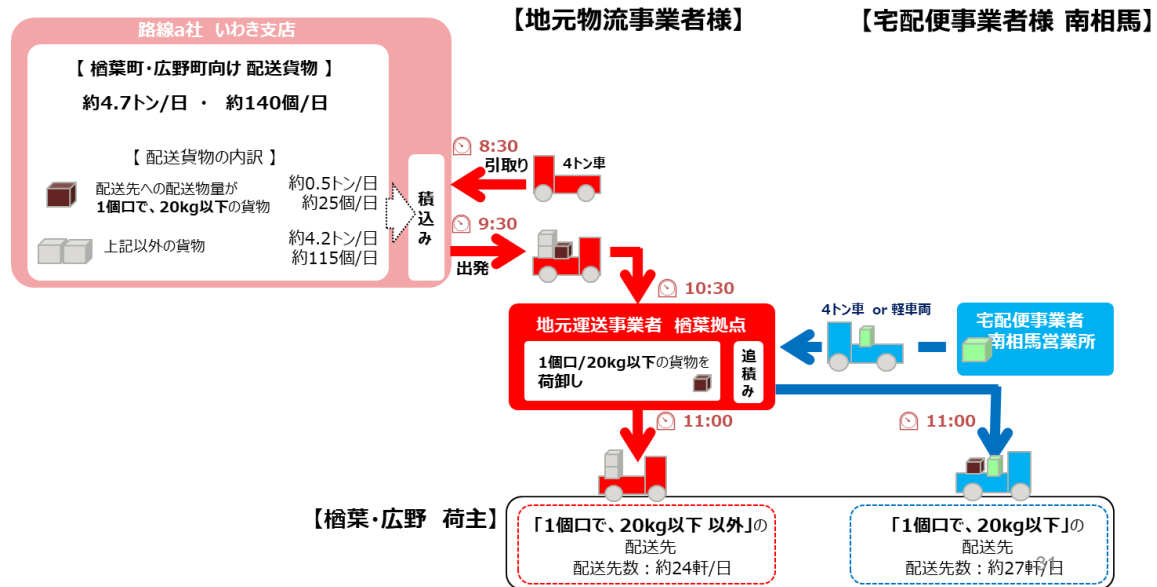 【地元物流事業者様】
【宅配便事業者様 南相馬】
路線a社 いわき支店
【 楢葉町・広野町向け 配送貨物 】
約4.7トン/日 ・ 約140個/日
【 配送貨物の内訳 】
配送先への配送物量が
1個口で、20kg以下の貨物
約0.5トン/日
約25個/日
上記以外の貨物
約4.2トン/日
約115個/日
積込み
8:30
引取り
4トン車
9:30
出発
10:30
地元運送事業者 楢葉拠点
1個口/20kg以下の貨物を
荷卸し
追積み
4トン車 or 軽車両
宅配便事業者
南相馬営業所
11:00
11:00
【楢葉・広野 荷主】
「1個口で、20kg以下 以外」の
配送先
配送先数：約24軒/日
「1個口で、20kg以下」の
配送先
配送先数：約27軒/日
31